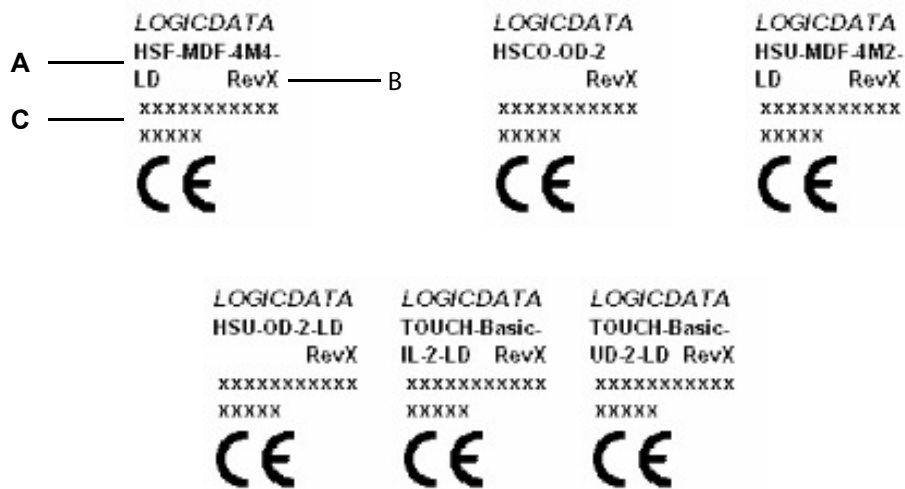 LOGICDATA
HSF-MDF-4M4-
LD RevX
xxxxxxxxxxx
xxxxx
CE
A
B
C
LOGICDATA
HSCO-OD-2
RevX
xxxxxxxxxxx
xxxxx
CE
LOGICDATA
HSU-MDF-4M2-
LD RevX
xxxxxxxxxxx
xxxxx
CE
LOGICDATA
HSU-OD-2-LD
RevX
xxxxxxxxxxx
xxxxx
CE
LOGICDATA
TOUCH-Basic-
IL-2-LD RevX
xxxxxxxxxxx
xxxxx
CE
LOGICDATA
TOUCH-Basic-
UD-2-LD RevX
xxxxxxxxxxx
xxxxx
CE